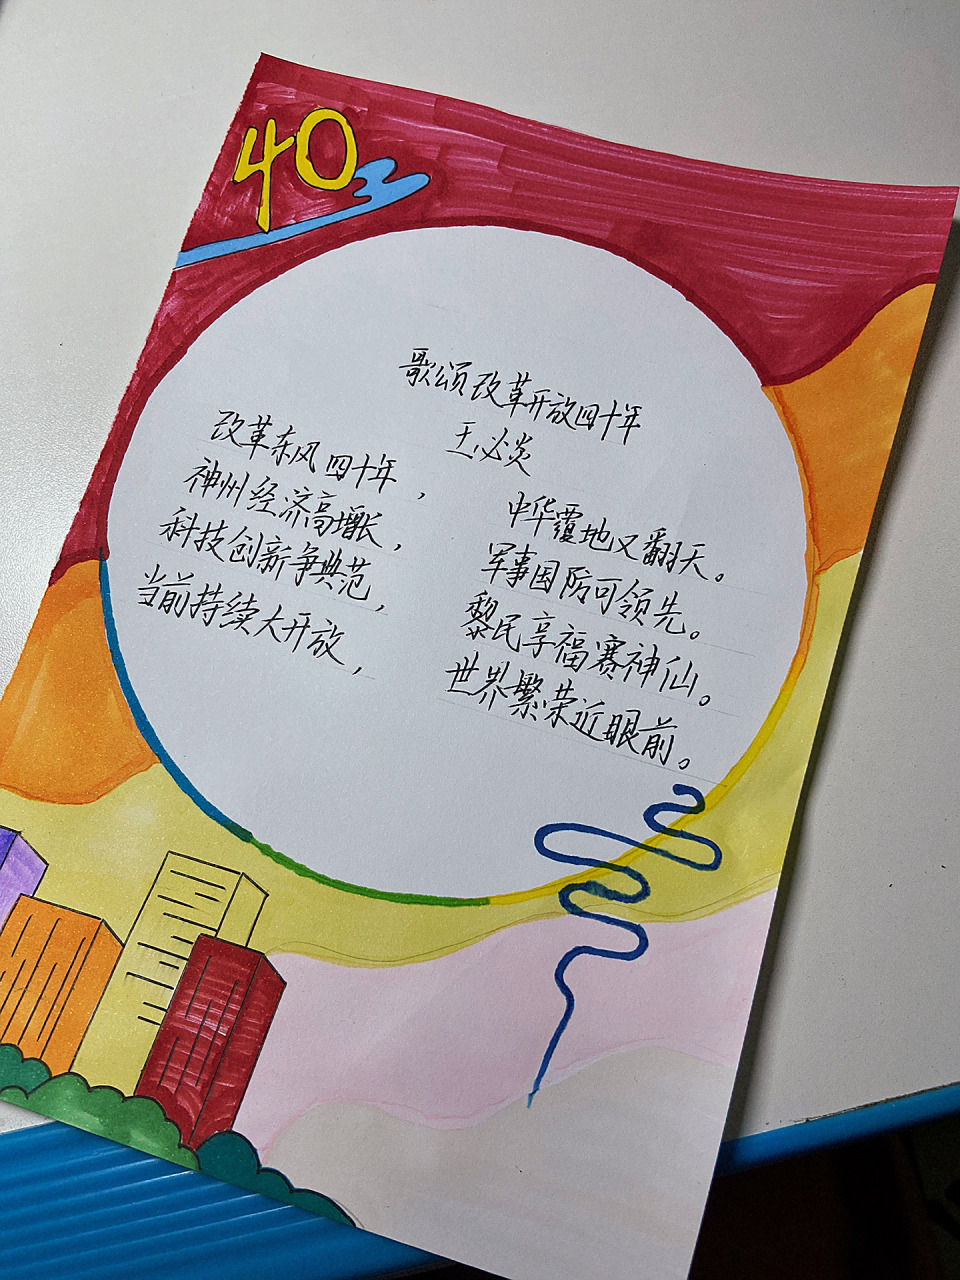 40
歌颂改革开放四十年
王必炎
改革东风四十年，中华覆地又翻天。
神州经济高增长，军事国防可领先。
科技创新争典范，黎民享福赛神仙。
当前持续大开放，世界繁荣近眼前。